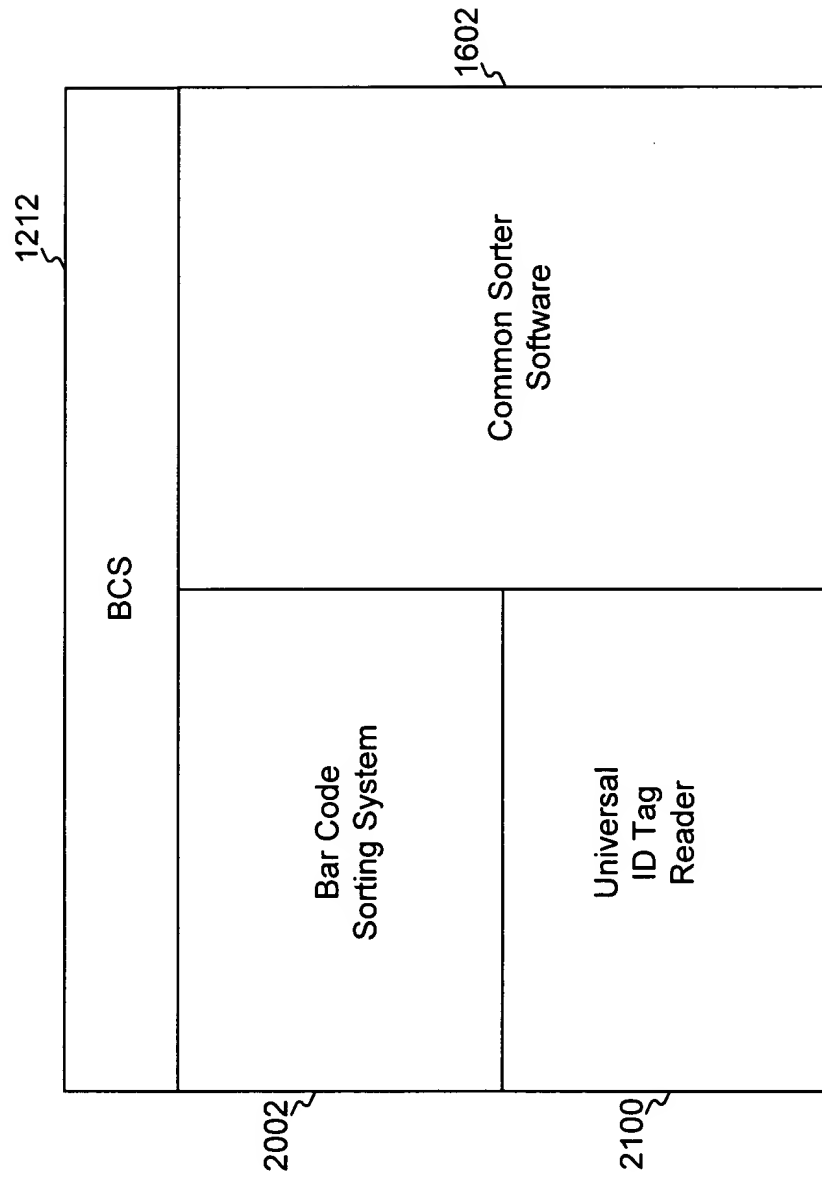 1212
BCS
2002
Bar Code
Sorting System
Common Sorter
Software
1602
2100
Universal
ID Tag
Reader